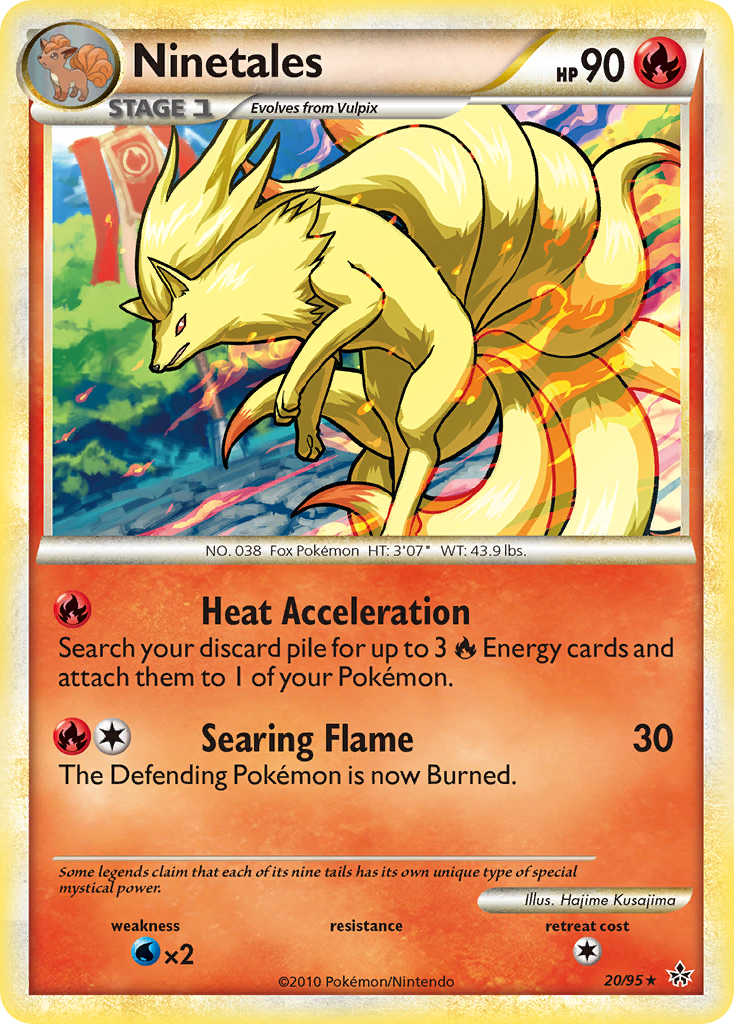 Ninetales
HP 90
STAGE 1
Evolves from Vulpix
NO. 038 Fox Pokémon HT: 3'07" WT: 43.9 lbs.
Heat Acceleration
Search your discard pile for up to 3 Energy cards and
attach them to 1 of your Pokémon.
Searing Flame 30
The Defending Pokémon is now Burned.
Some legends claim that each of its nine tails has its own unique type of special
mystical power.
Illus. Hajime Kusajima
weakness resistance retreat cost
×2
©2010 Pokémon/Nintendo
20/95 ★